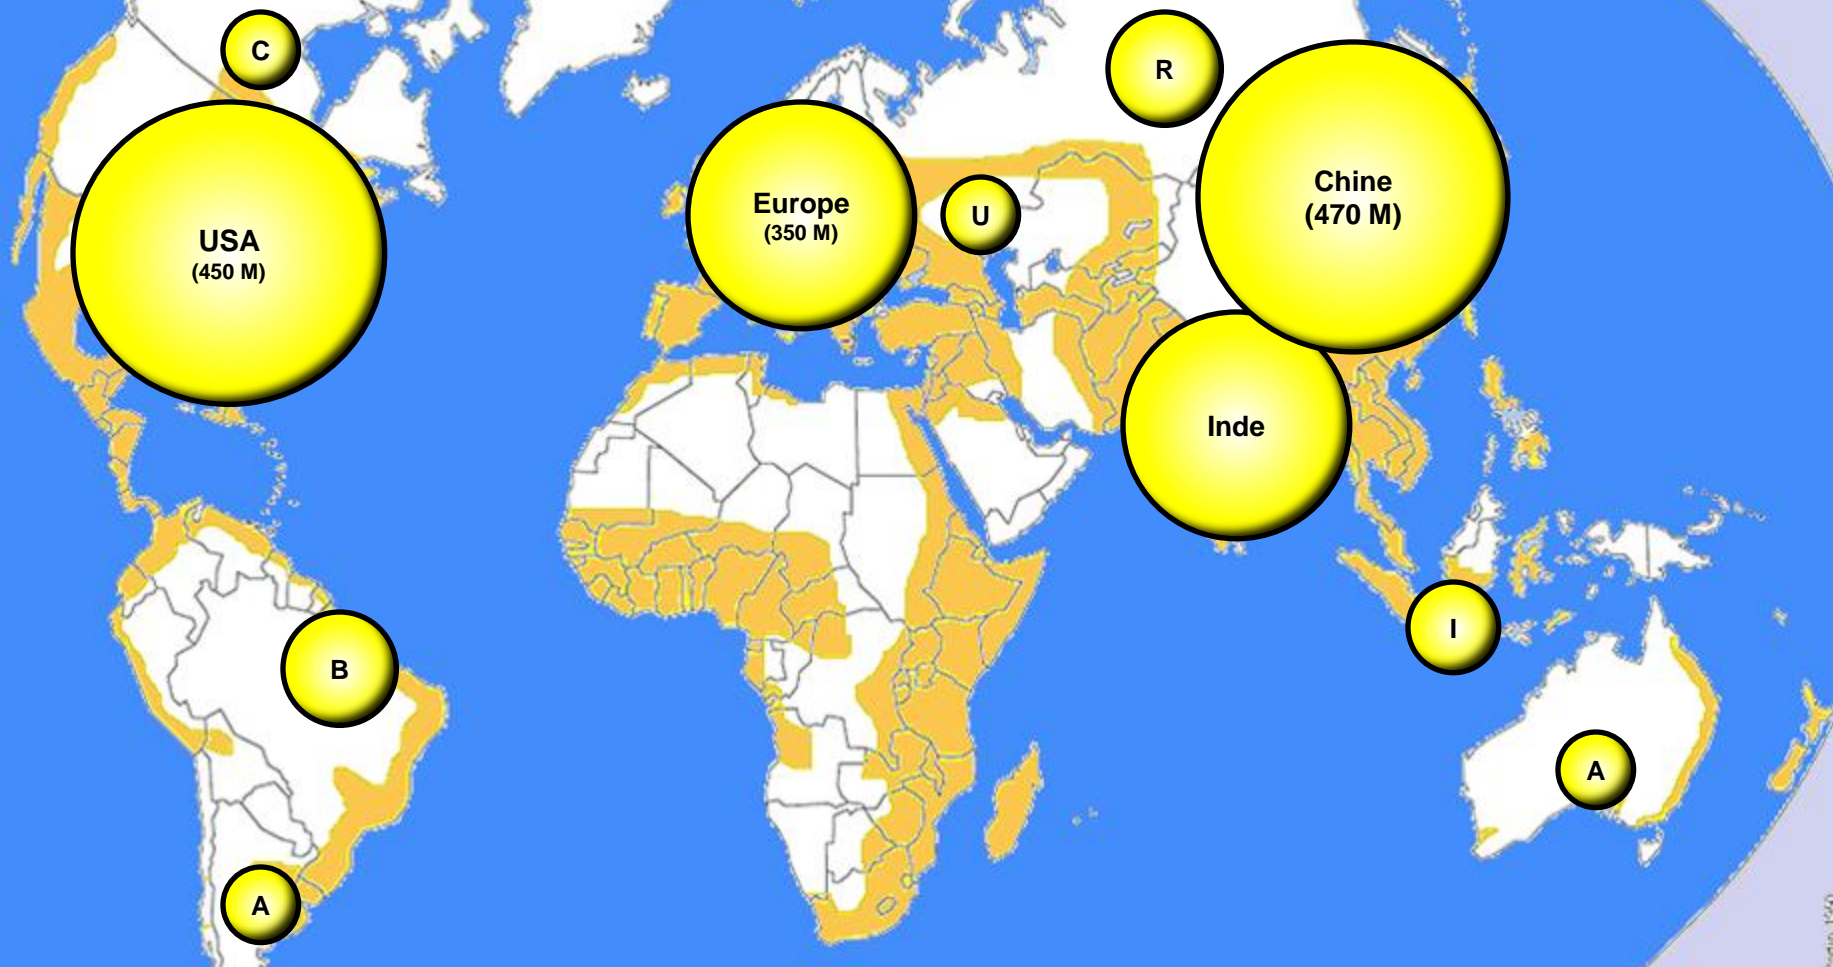 C
R
Chine
(470 M)
Europe
(350 M)
U
USA
(450 M)
Inde
I
B
A
A